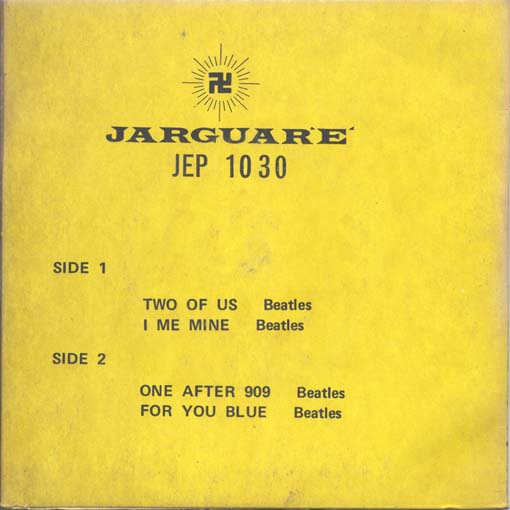 JARGUAR'E'
JEP 1030
SIDE 1
TWO OF US Beatles
I ME MINE Beatles
SIDE 2
ONE AFTER 909 Beatles
FOR YOU BLUE Beatles